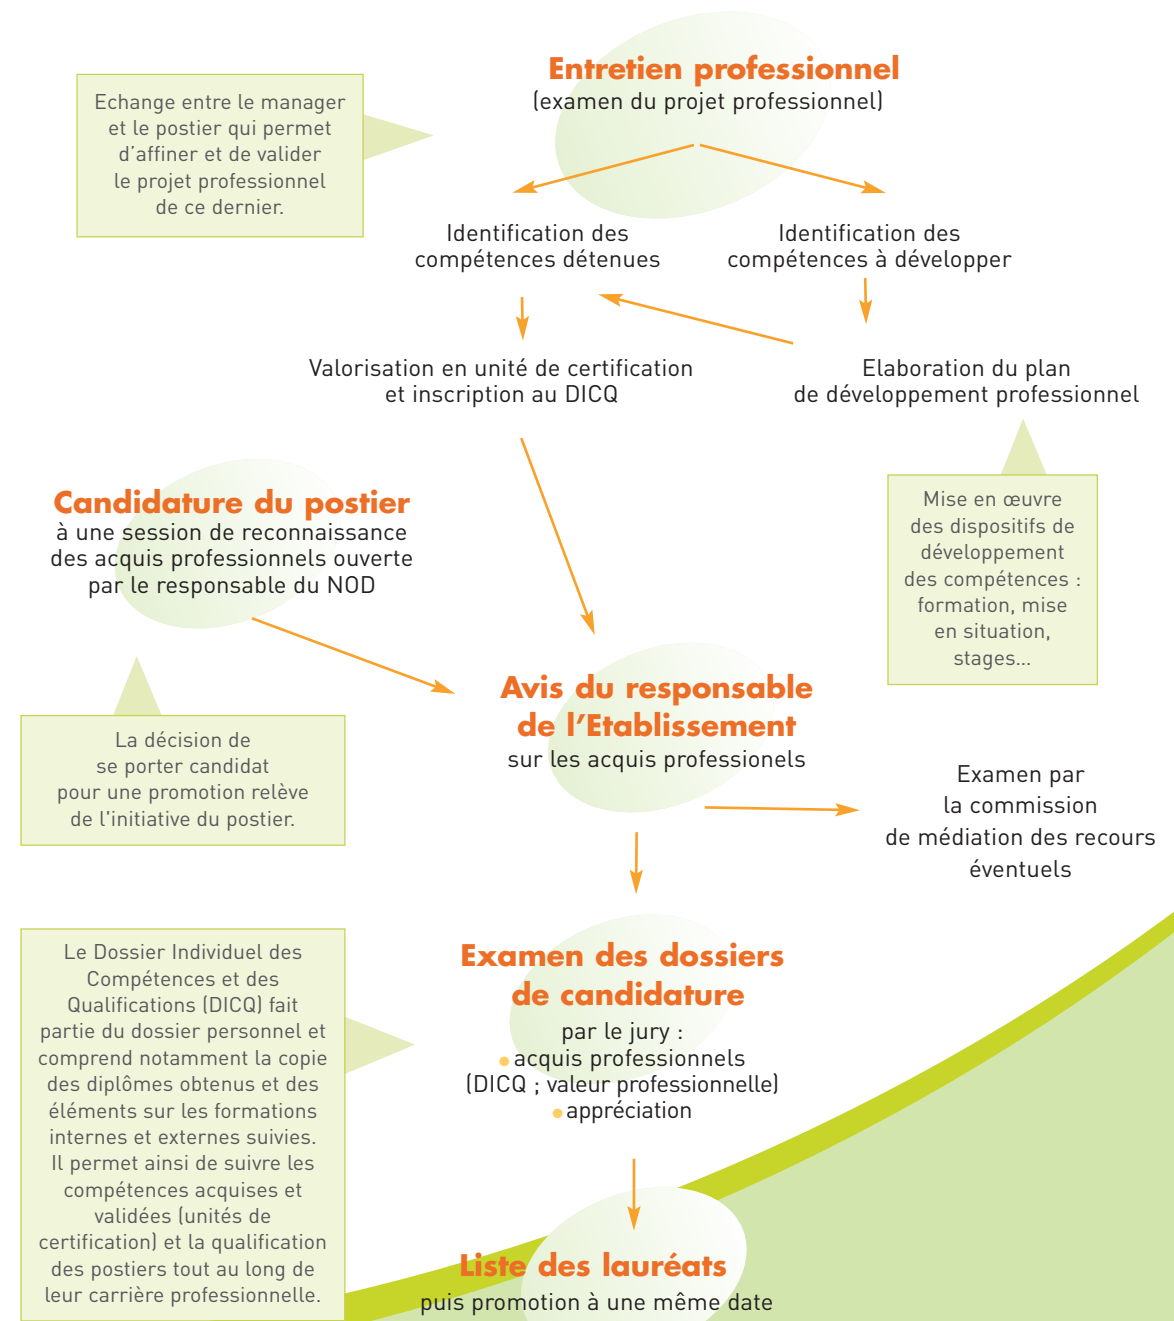 Entretien professionnel
(examen du projet professionnel)
Echange entre le manager
et le postier qui permet
d'affiner et de valider
le projet professionnel
de ce dernier.
Identification des
compétences détenues
Identification des
compétences à développer
Valorisation en unité de certification
et inscription au DICQ
Elaboration du plan
de développement professionnel
Mise en œuvre
des dispositifs de
développement
des compétences :
formation, mise
en situation,
stages...
Candidature du postier
à une session de reconnaissance
des acquis professionnels ouverte
par le responsable du NOD
La décision de
se porter candidat
pour une promotion relève
de l'initiative du postier.
Avis du responsable
de l'Etablissement
sur les acquis professionels
Examen par
la commission
de médiation des recours
éventuels
Le Dossier Individuel des
Compétences et des
Qualifications (DICQ) fait
partie du dossier personnel et
comprend notamment la copie
des diplômes obtenus et des
éléments sur les formations
internes et externes suivies.
Il permet ainsi de suivre les
compétences acquises et
validées (unités de
certification) et la qualification
des postiers tout au long de
leur carrière professionnelle.
Examen des dossiers
de candidature
par le jury :
• acquis professionnels
(DICQ ; valeur professionnelle)
• appréciation
Liste des lauréats
puis promotion à une même date